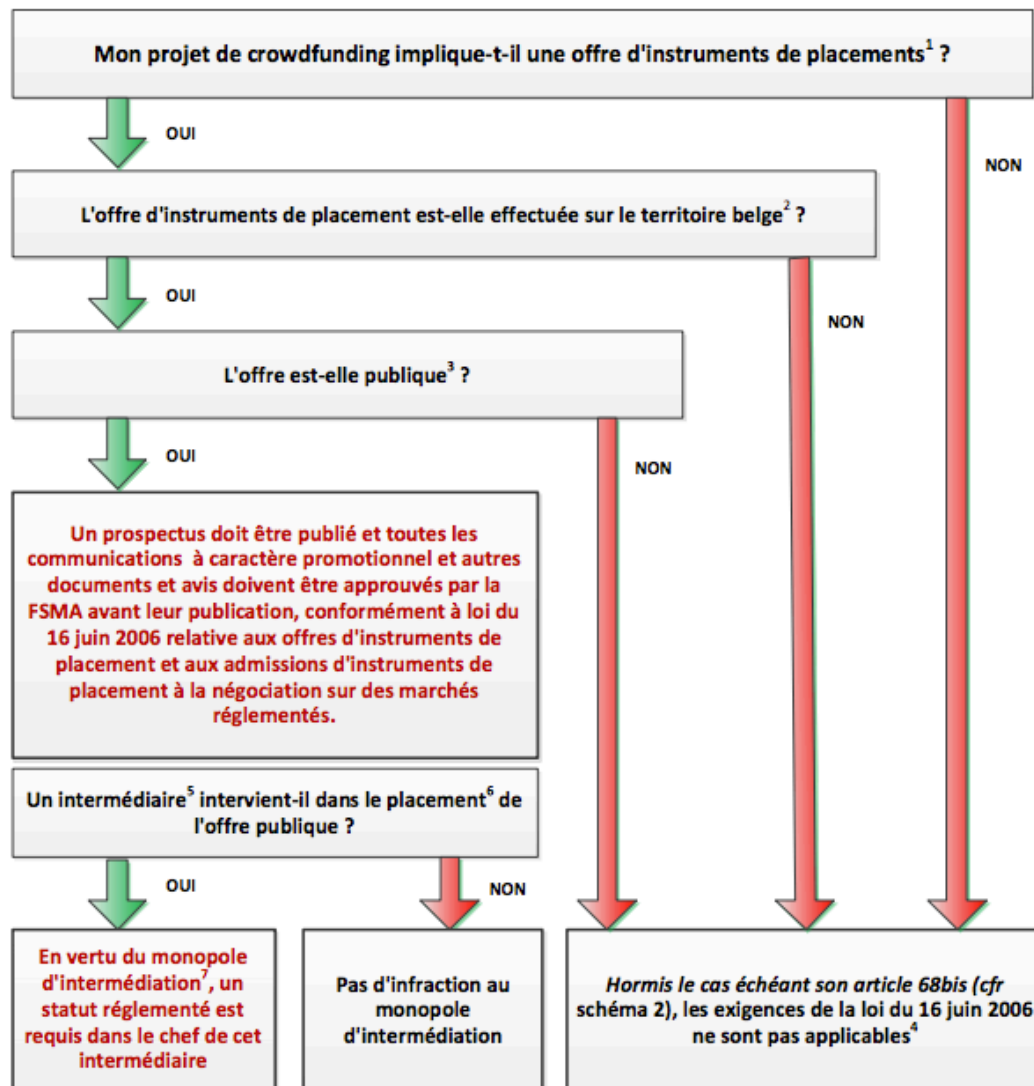 Mon projet de crowdfunding implique-t-il une offre d'instruments de placements¹ ?
OUI
NON
L'offre d'instruments de placement est-elle effectuée sur le territoire belge² ?
OUI
NON
L'offre est-elle publique³ ?
OUI
NON
Un prospectus doit être publié et toutes les
communications à caractère promotionnel et autres
documents et avis doivent être approuvés par la
FSMA avant leur publication, conformément à loi du
16 juin 2006 relative aux offres d'instruments de
placement et aux admissions d'instruments de
placement à la négociation sur des marchés
réglementés.
Un intermédiaire⁵ intervient-il dans le placement⁶ de
l'offre publique ?
OUI
NON
En vertu du monopole
d'intermédiation⁷, un
statut réglementé est
requis dans le chef de cet
intermédiaire
Pas d'infraction au
monopole
d'intermédiation
Hormis le cas échéant son article 68bis (cfr
schéma 2), les exigences de la loi du 16 juin 2006
ne sont pas applicables⁴